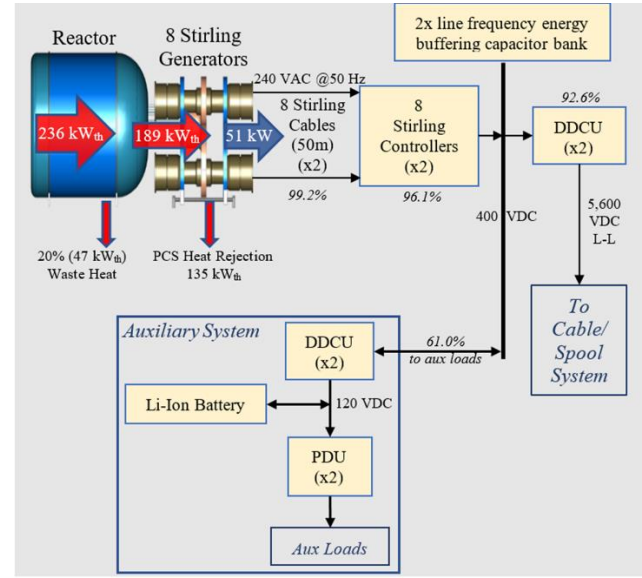 Reactor
8 Stirling
Generators
2x line frequency energy
buffering capacitor bank
236 kWth
189 kWth
51 kW
240 VAC @50 Hz
8 Stirling
Cables
(50m)
(x2)
99.2%
8
Stirling
Controllers
(x2)
96.1%
92.6%
DDCU
(x2)
20% (47 kWth)
Waste Heat
PCS Heat Rejection
135 kWth
400 VDC
5,600
VDC
L-L
To
Cable/
Spool
System
Auxiliary System
DDCU
(x2)
61.0%
to aux loads
Li-Ion Battery
120 VDC
PDU
(x2)
Aux Loads